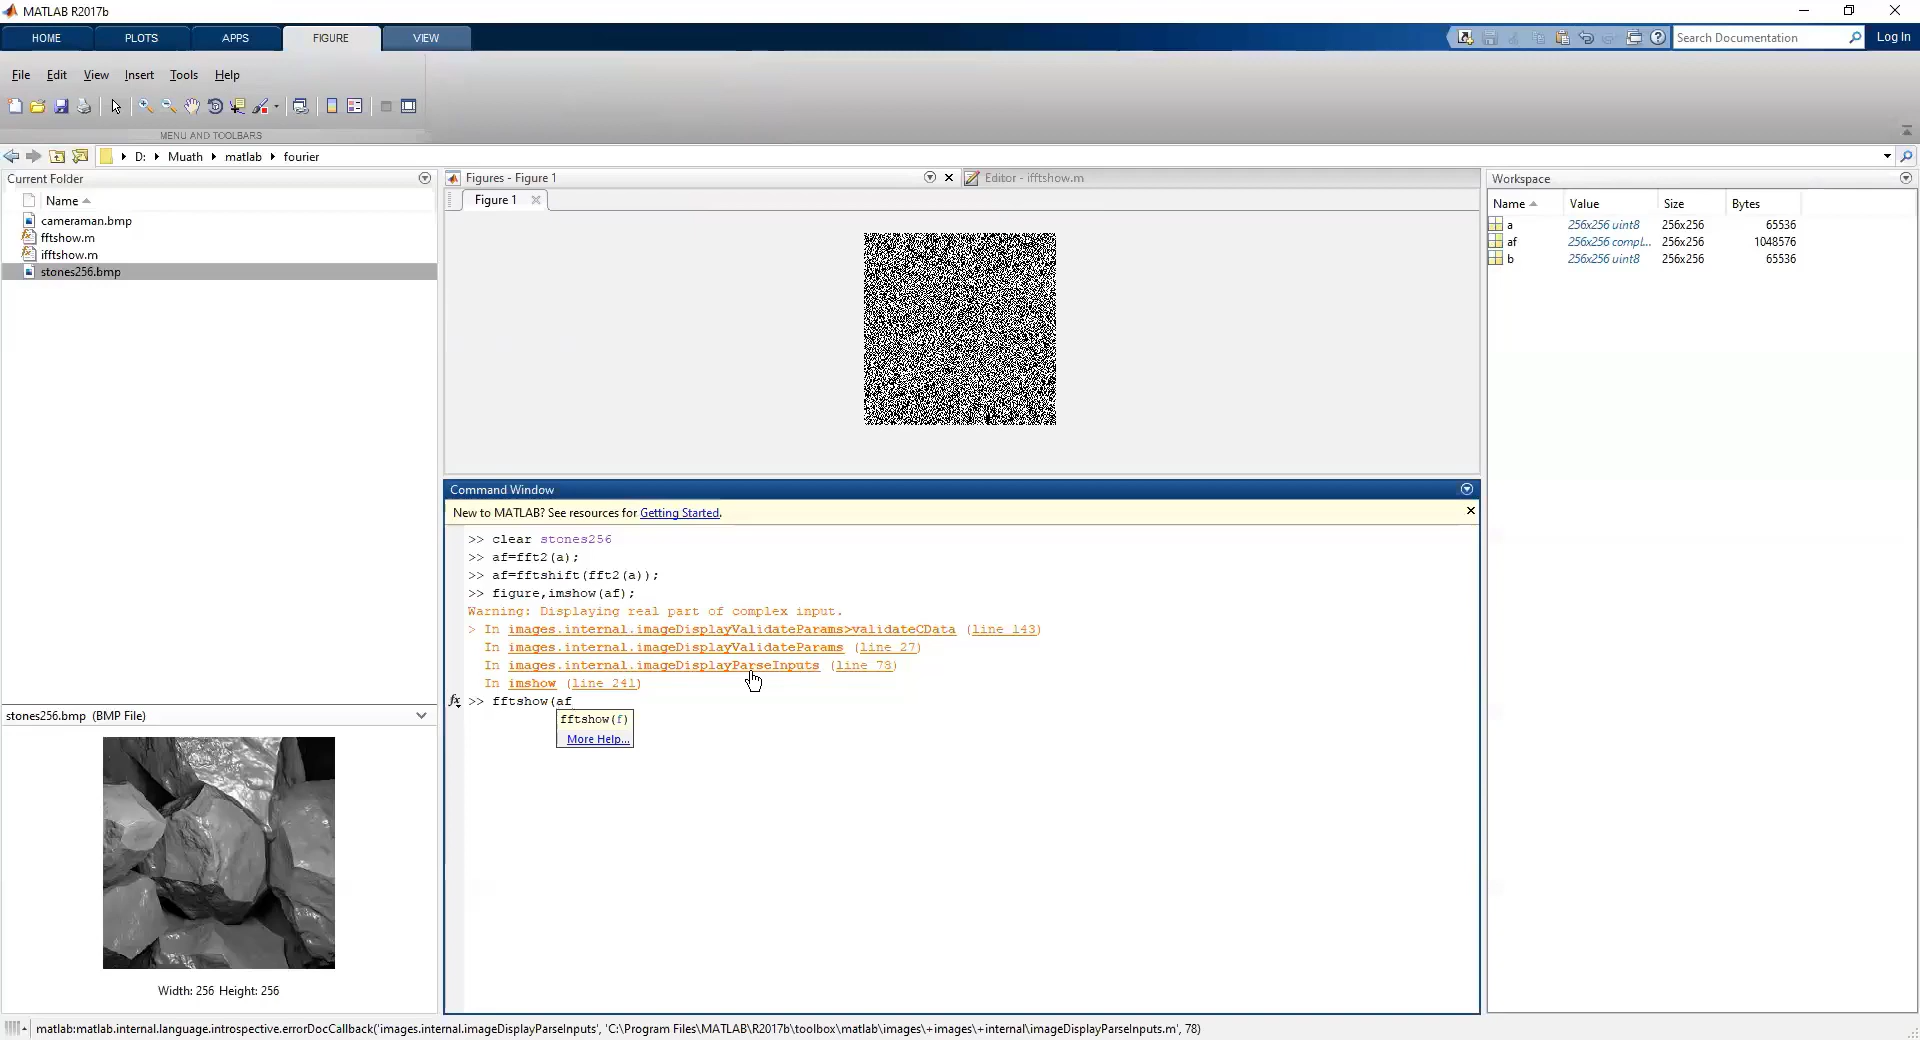 MATLAB R2017b
HOME PLOTS APPS FIGURE VIEW
Search Documentation
Log In
File Edit View Insert Tools Help
MENU AND TOOLBARS
D: Muath matlab fourier
Current Folder
Name
cameraman.bmp
fftshow.m
ifftshow.m
stones256.bmp
stones256.bmp (BMP File)
Width: 256 Height: 256
Figures - Figure 1
Editor - ifftshow.m
Figure 1
Command Window
New to MATLAB? See resources for Getting Started.
>> clear stones256
>> af=fft2(a);
>> af=fftshift(fft2(a));
>> figure,imshow(af);
Warning: Displaying real part of complex input.
> In images.internal.imageDisplayValidateParams>validateCData (line 143)
In images.internal.imageDisplayValidateParams (line 27)
In images.internal.imageDisplayParseInputs (line 78)
In imshow (line 241)
fx >> fftshow(af
fftshow(f)
More Help...
Workspace
Name Value Size Bytes
a 256x256 uint8 256x256 65536
af 256x256 compl... 256x256 1048576
b 256x256 uint8 256x256 65536
matlab:matlab.internal.language.introspective.errorDocCallback('images.internal.imageDisplayParseInputs', 'C:\Program Files\MATLAB\R2017b\toolbox\matlab\images\+images\+internal\imageDisplayParseInputs.m', 78)